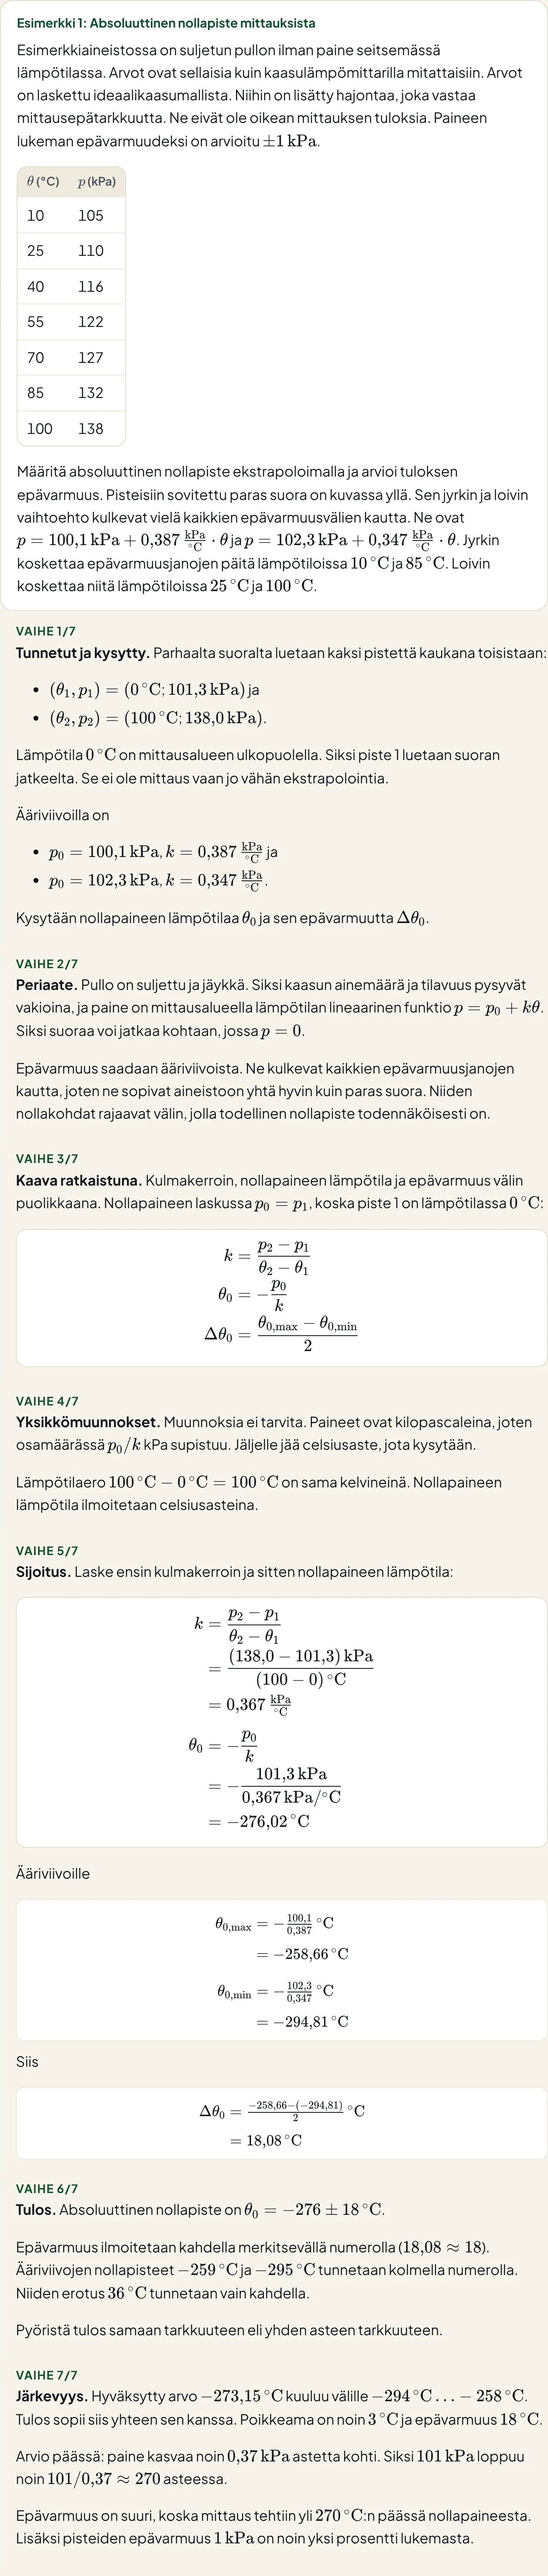 Esimerkki 1: Absoluuttinen nollapiste mittauksista
Esimerkkiaineistossa on suljetun pullon ilman paine seitsemässä
lämpötilassa. Arvot ovat sellaisia kuin kaasulämpömittarilla mitattaisiin. Arvot
on laskettu ideaalikaasumallista. Niihin on lisätty hajontaa, joka vastaa
mittausepätarkkuutta. Ne eivät ole oikean mittauksen tuloksia. Paineen
lukeman epävarmuudeksi on arvioitu ±1 kPa.
θ (°C) p (kPa)
10 105
25 110
40 116
55 122
70 127
85 132
100 138
Määritä absoluuttinen nollapiste ekstrapoloimalla ja arvioi tuloksen
epävarmuus. Pisteisiin sovitettu paras suora on kuvassa yllä. Sen jyrkin ja loivin
vaihtoehto kulkevat vielä kaikkien epävarmuusvälien kautta. Ne ovat
p = 100,1 kPa + 0,387 kPa/°C · θ ja p = 102,3 kPa + 0,347 kPa/°C · θ. Jyrkin
koskettaa epävarmuusjanojen päitä lämpötiloissa 10 °C ja 85 °C. Loivin
koskettaa niitä lämpötiloissa 25 °C ja 100 °C.
VAIHE 1/7
Tunnetut ja kysytty. Parhaalta suoralta luetaan kaksi pistettä kaukana toisistaan:
• (θ₁, p₁) = (0 °C; 101,3 kPa) ja
• (θ₂, p₂) = (100 °C; 138,0 kPa).
Lämpötila 0 °C on mittausalueen ulkopuolella. Siksi piste 1 luetaan suoran
jatkeelta. Se ei ole mittaus vaan jo vähän ekstrapolointia.
Ääriviivoilla on
• p₀ = 100,1 kPa, k = 0,387 kPa/°C ja
• p₀ = 102,3 kPa, k = 0,347 kPa/°C.
Kysytään nollapaineen lämpötilaa θ₀ ja sen epävarmuutta Δθ₀.
VAIHE 2/7
Periaate. Pullo on suljettu ja jäykkä. Siksi kaasun ainemäärä ja tilavuus pysyvät
vakioina, ja paine on mittausalueella lämpötilan lineaarinen funktio p = p₀ + kθ.
Siksi suoraa voi jatkaa kohtaan, jossa p = 0.
Epävarmuus saadaan ääriviivoista. Ne kulkevat kaikkien epävarmuusjanojen
kautta, joten ne sopivat aineistoon yhtä hyvin kuin paras suora. Niiden
nollakohdat rajaavat välin, jolla todellinen nollapiste todennäköisesti on.
VAIHE 3/7
Kaava ratkaistuna. Kulmakerroin, nollapaineen lämpötila ja epävarmuus välin
puolikkaana. Nollapaineen laskussa p₀ = p₁, koska piste 1 on lämpötilassa 0 °C:
k = (p₂ − p₁)/(θ₂ − θ₁)
θ₀ = −p₀/k
Δθ₀ = (θ₀,max − θ₀,min)/2
VAIHE 4/7
Yksikkömuunnokset. Muunnoksia ei tarvita. Paineet ovat kilopascaleina, joten
osamäärässä p₀/k kPa supistuu. Jäljelle jää celsiusaste, jota kysytään.
Lämpötilaero 100 °C − 0 °C = 100 °C on sama kelvineinä. Nollapaineen
lämpötila ilmoitetaan celsiusasteina.
VAIHE 5/7
Sijoitus. Laske ensin kulmakerroin ja sitten nollapaineen lämpötila:
k = (p₂ − p₁)/(θ₂ − θ₁)
= (138,0 − 101,3) kPa/(100 − 0) °C
= 0,367 kPa/°C
θ₀ = −p₀/k
= −101,3 kPa/0,367 kPa/°C
= −276,02 °C
Ääriviivoille
θ₀,max = −100,1/0,387 °C
= −258,66 °C
θ₀,min = −102,3/0,347 °C
= −294,81 °C
Siis
Δθ₀ = −258,66−(−294,81)/2 °C
= 18,08 °C
VAIHE 6/7
Tulos. Absoluuttinen nollapiste on θ₀ = −276 ± 18 °C.
Epävarmuus ilmoitetaan kahdella merkitsevällä numerolla (18,08 ≈ 18).
Ääriviivojen nollapisteet −259 °C ja −295 °C tunnetaan kolmella numerolla.
Niiden erotus 36 °C tunnetaan vain kahdella.
Pyöristä tulos samaan tarkkuuteen eli yhden asteen tarkkuuteen.
VAIHE 7/7
Järkevyys. Hyväksytty arvo −273,15 °C kuuluu välille −294 °C . . . − 258 °C.
Tulos sopii siis yhteen sen kanssa. Poikkeama on noin 3 °C ja epävarmuus 18 °C.
Arvio päässä: paine kasvaa noin 0,37 kPa astetta kohti. Siksi 101 kPa loppuu
noin 101/0,37 ≈ 270 asteessa.
Epävarmuus on suuri, koska mittaus tehtiin yli 270 °C:n päässä nollapaineesta.
Lisäksi pisteiden epävarmuus 1 kPa on noin yksi prosentti lukemasta.